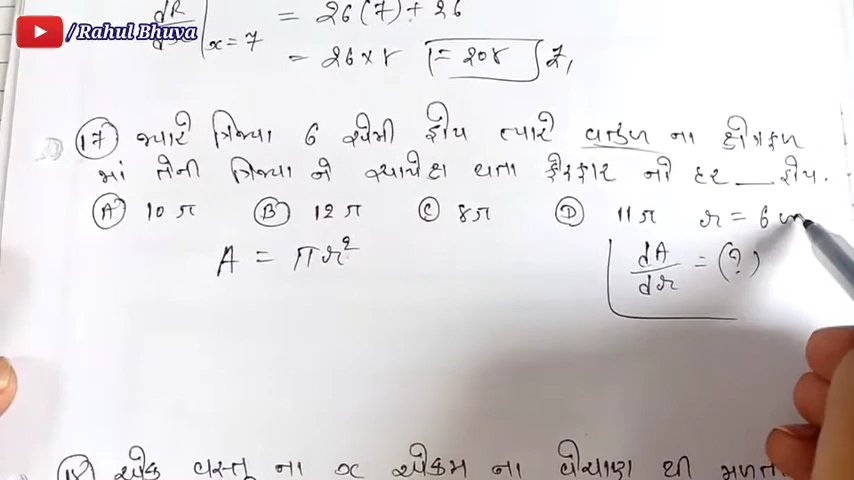 /Rahul Bhuva
dR/dx | x=7 = 26(7)+26
= 26×8 = 208 ₹,
17 જ્યારે ત્રિજ્યા 6 સેમી હોય ત્યારે વર્તુળ ના ક્ષેત્રફળ
માં તેની ત્રિજ્યા ને સાપેક્ષ થતા ફેરફાર નો દર ___ હોય.
A 10π B 12π C 8π D 11π r = 6 cm
A = πr²
dA/dr = (?)
એક વસ્તુ ના x એકમ ના વેચાણ થી મળતી